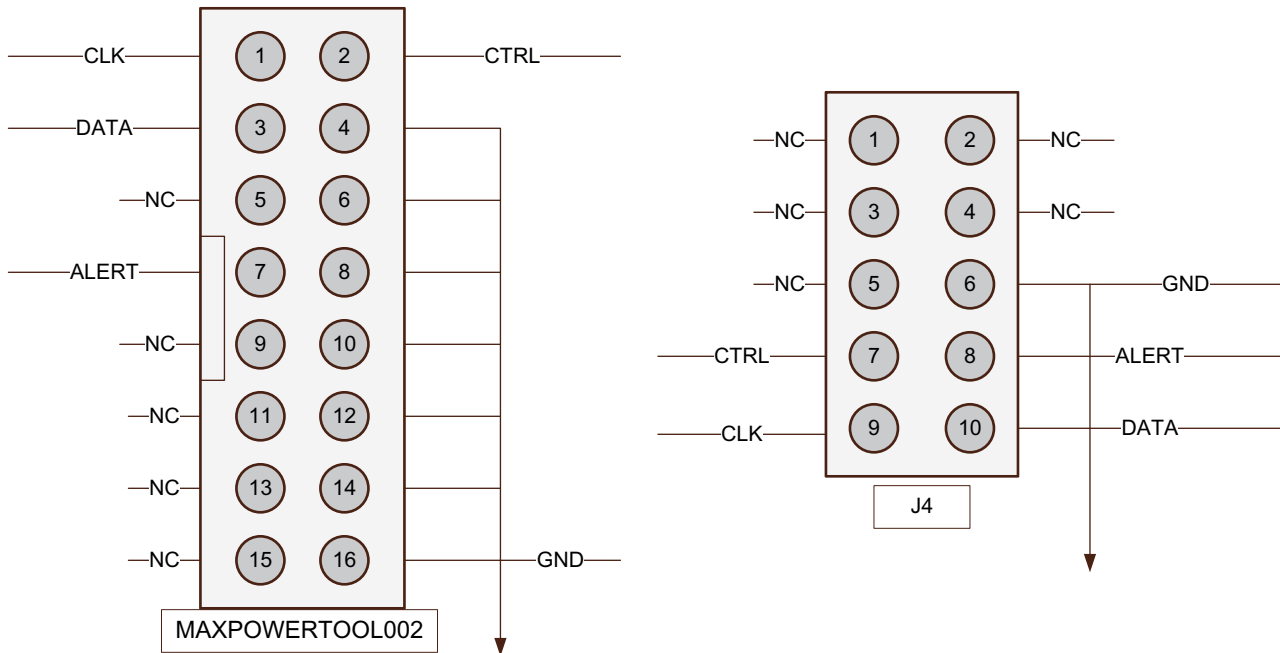 CLK 1 2 CTRL
DATA 3 4
NC 5 6
ALERT 7 8
NC 9 10
NC 11 12
NC 13 14
NC 15 16 GND
MAXPOWERTOOL002
NC 1 2 NC
NC 3 4 NC
NC 5 6 GND
CTRL 7 8 ALERT
CLK 9 10 DATA
J4